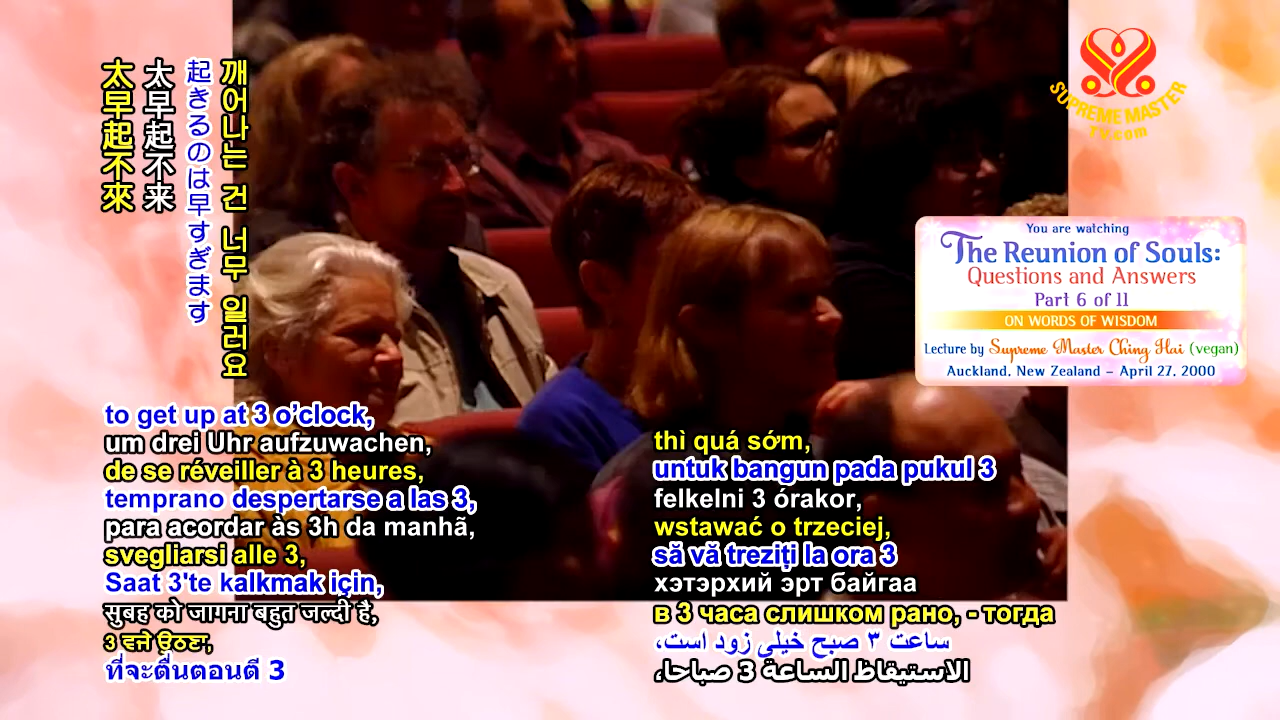 太早起不來
太早起不来
起きるのは早すぎます
깨어나는 건 너무 일러요
SUPREME MASTER
TV.com
You are watching
The Reunion of Souls:
Questions and Answers
Part 6 of 11
ON WORDS OF WISDOM
Lecture by Supreme Master Ching Hai (vegan)
Auckland, New Zealand – April 27, 2000
to get up at 3 o’clock,
um drei Uhr aufzuwachen,
de se réveiller à 3 heures,
temprano despertarse a las 3,
para acordar às 3h da manhã,
svegliarsi alle 3,
Saat 3'te kalkmak için,
सुबह को जागना बहुत जल्दी है,
3 ਵਜੇ ਉਠਣਾ,
ที่จะตื่นตอนตี 3
thì quá sớm,
untuk bangun pada pukul 3
felkelni 3 órakor,
wstawać o trzeciej,
să vă treziți la ora 3
хэтэрхий эрт байгаа
в 3 часа слишком рано, - тогда
ساعت ۳ صبح خیلی زود است،
الاستيقاظ الساعة 3 صباحا،